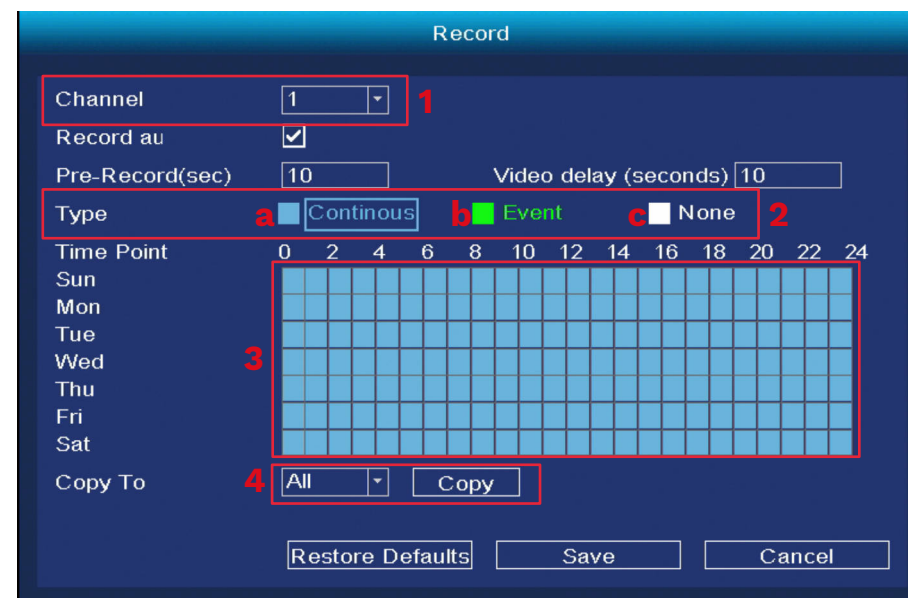 Record
Channel 1 1
Record au
Pre-Record(sec) 10 Video delay (seconds) 10
Type a Continous b Event c None 2
Time Point 0 2 4 6 8 10 12 14 16 18 20 22 24
Sun
Mon
Tue
Wed 3
Thu
Fri
Sat
Copy To 4 All Copy
Restore Defaults Save Cancel